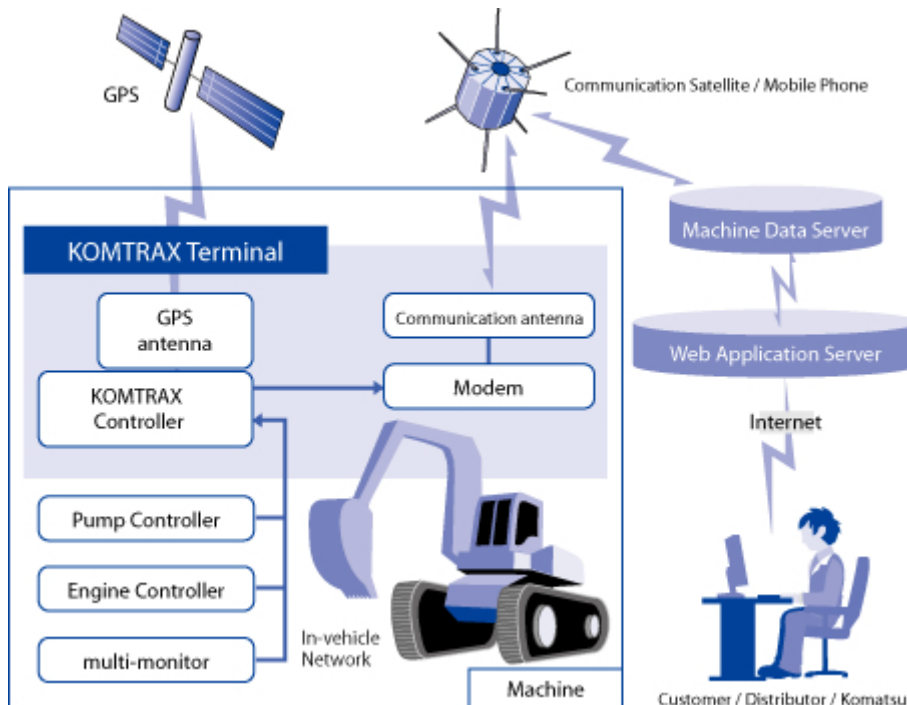 GPS
Communication Satellite / Mobile Phone
KOMTRAX Terminal
GPS
antenna
Communication antenna
KOMTRAX
Controller
Modem
Pump Controller
Engine Controller
multi-monitor
In-vehicle
Network
Machine
Machine Data Server
Web Application Server
Internet
Customer / Distributor / Komatsu